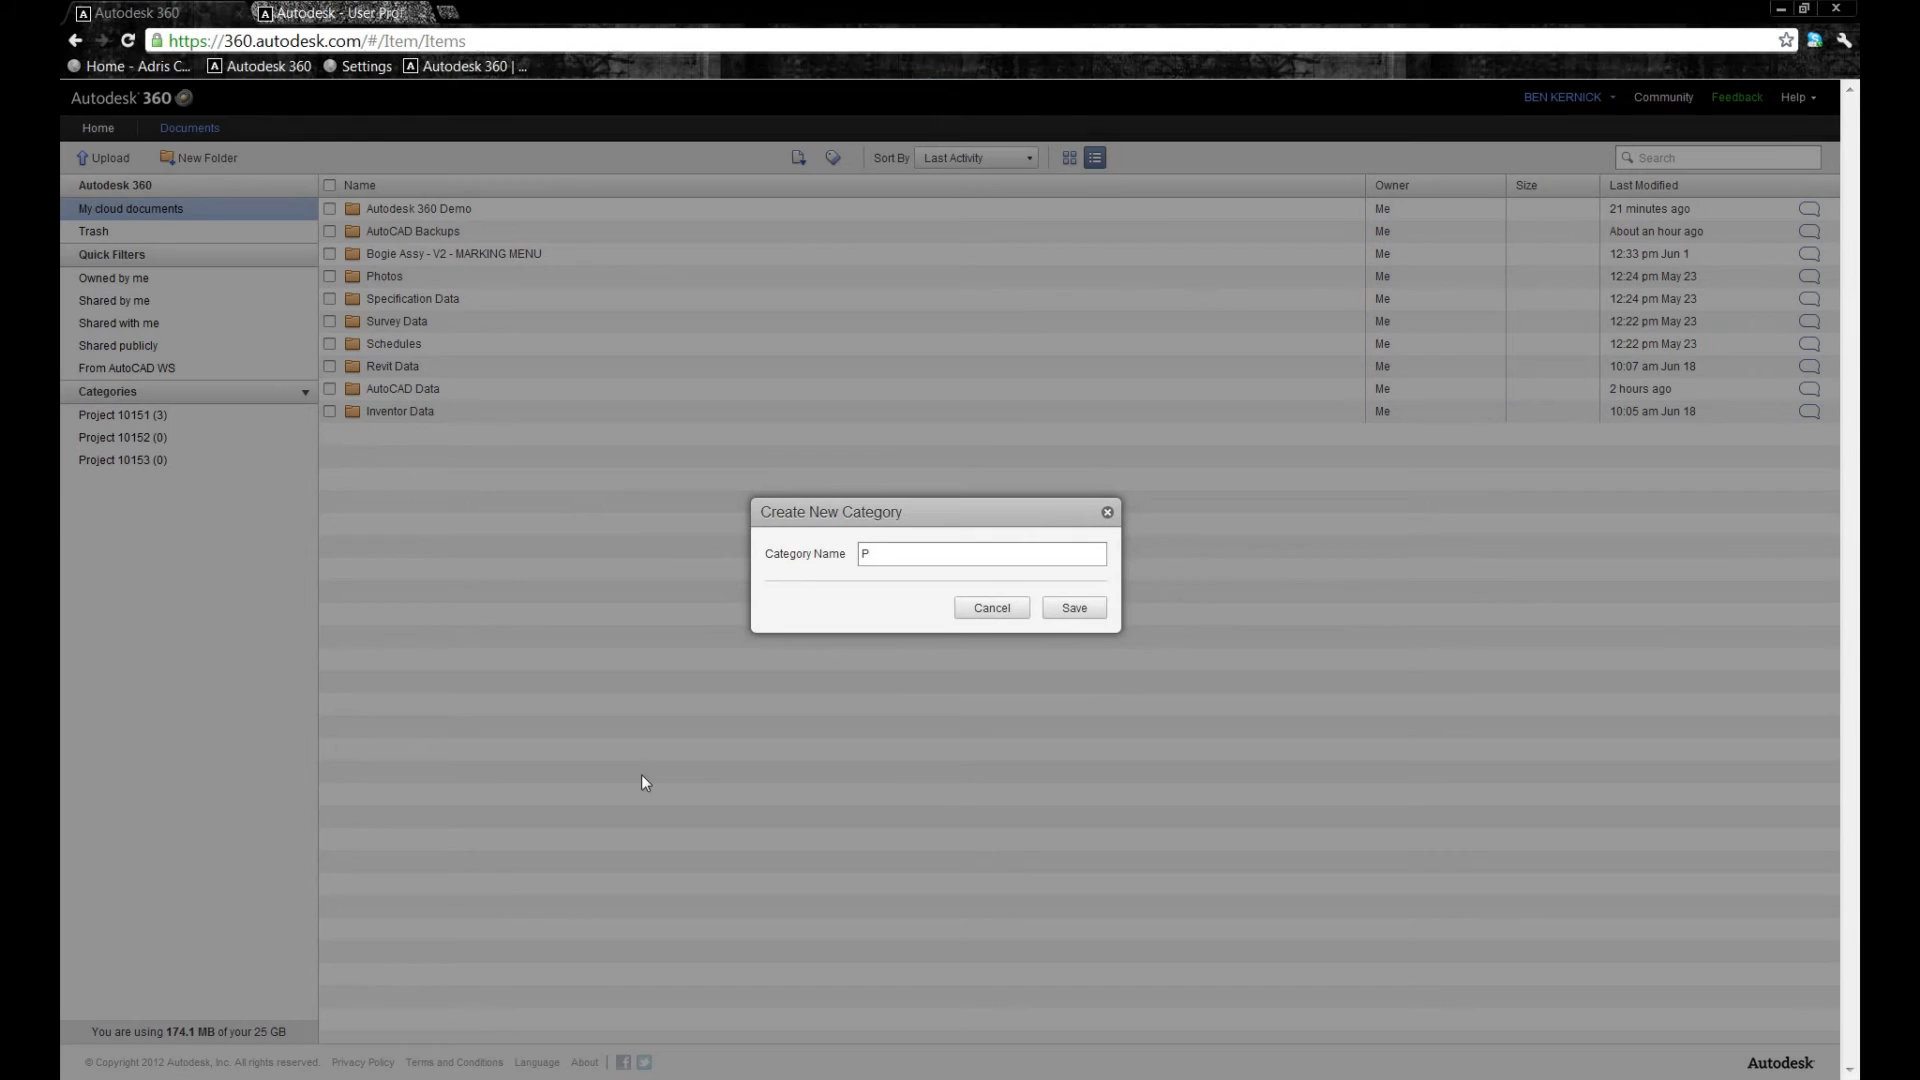 Autodesk 360
Autodesk - User Prof
https://360.autodesk.com/#/Item/Items
Home - Adris C... Autodesk 360 Settings Autodesk 360 | ...
Autodesk 360
BEN KERNICK Community Feedback Help
Home Documents
Upload New Folder Sort By Last Activity Search
Autodesk 360 Name Owner Size Last Modified
My cloud documents Autodesk 360 Demo Me 21 minutes ago
Trash AutoCAD Backups Me About an hour ago
Quick Filters Bogie Assy - V2 - MARKING MENU Me 12:33 pm Jun 1
Owned by me Photos Me 12:24 pm May 23
Shared by me Specification Data Me 12:24 pm May 23
Shared with me Survey Data Me 12:22 pm May 23
Shared publicly Schedules Me 12:22 pm May 23
From AutoCAD WS Revit Data Me 10:07 am Jun 18
Categories AutoCAD Data Me 2 hours ago
Project 10151 (3) Inventor Data Me 10:05 am Jun 18
Project 10152 (0)
Project 10153 (0)
Create New Category
Category Name P
Cancel Save
You are using 174.1 MB of your 25 GB
© Copyright 2012 Autodesk, Inc. All rights reserved. Privacy Policy Terms and Conditions Language About Autodesk